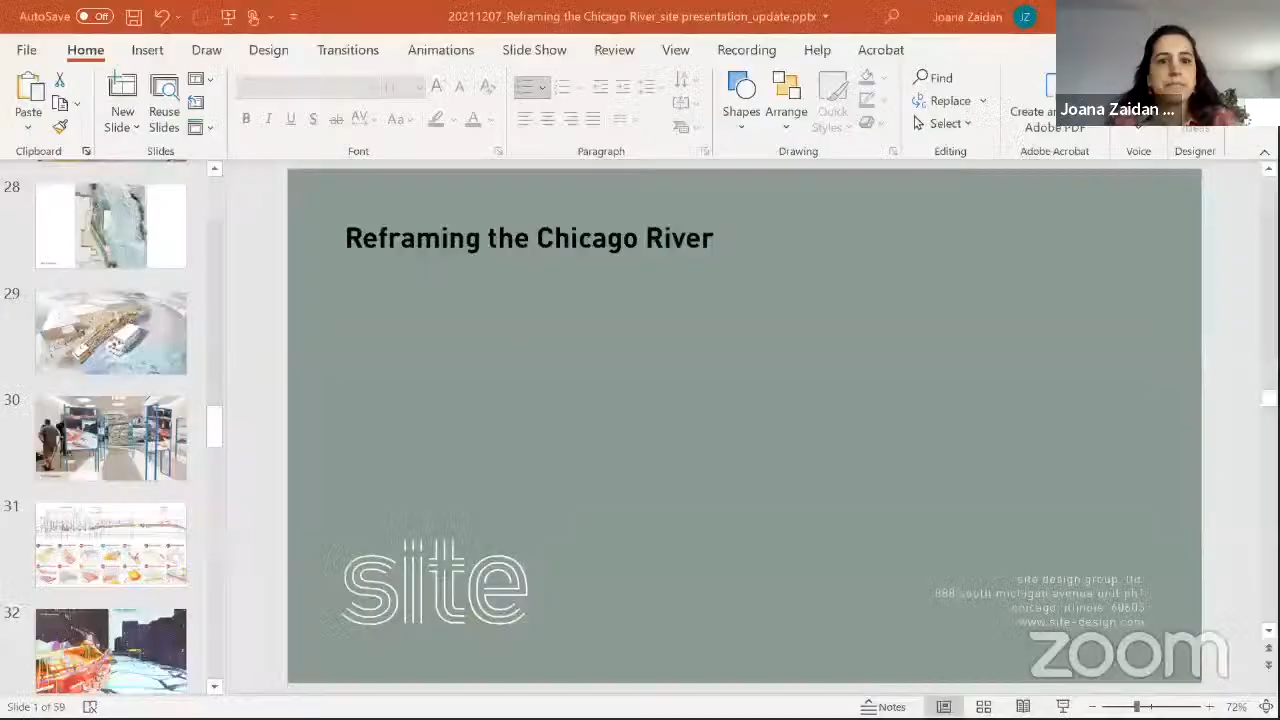 AutoSave Off 20211207_Reframing the Chicago River_site presentation_update.pptx Joana Zaidan JZ
File Home Insert Draw Design Transitions Animations Slide Show Review View Recording Help Acrobat
Paste New Slide Reuse Slides Shapes Arrange Quick Styles Find Replace Select Create an Adobe PDF
Clipboard Slides Font Paragraph Drawing Editing Adobe Acrobat Voice Designer
Joana Zaidan ...
28
29
30
31
32
Reframing the Chicago River
site
site design group, ltd.
888 south michigan avenue unit ph1
chicago, illinois 60605
www.site-design.com
zoom
Slide 1 of 59 Notes 72%